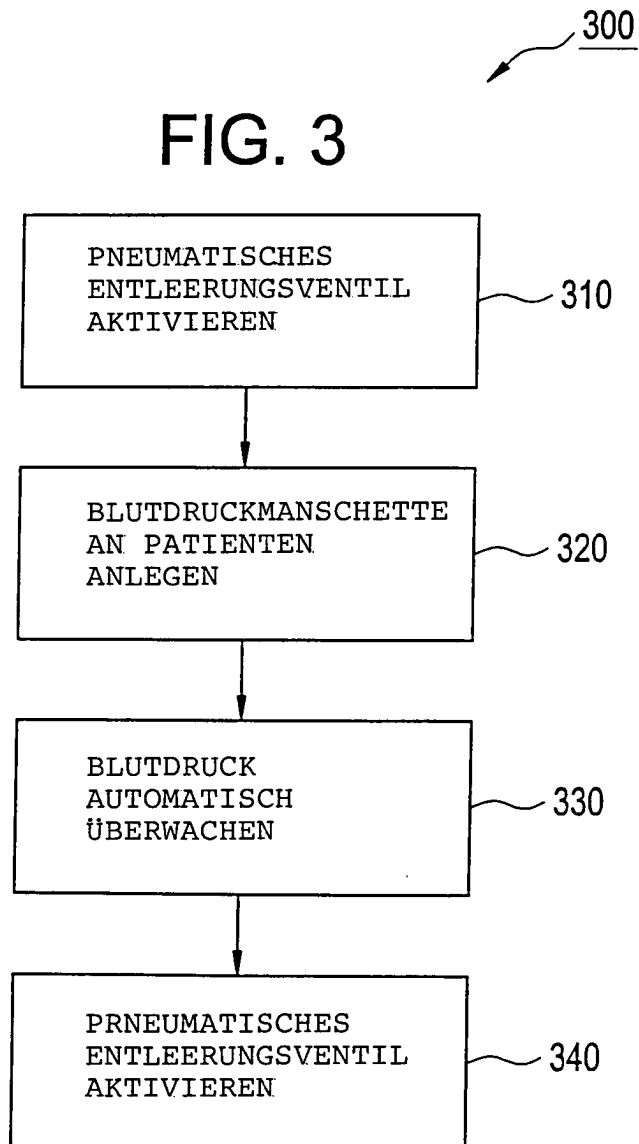 300
FIG. 3
PNEUMATISCHES
ENTLEERUNGSVENTIL
AKTIVIEREN
310
BLUTDRUCKMANSCHETTE
AN PATIENTEN
ANLEGEN
320
BLUTDRUCK
AUTOMATISCH
ÜBERWACHEN
330
PRNEUMATISCHES
ENTLEERUNGSVENTIL
AKTIVIEREN
340